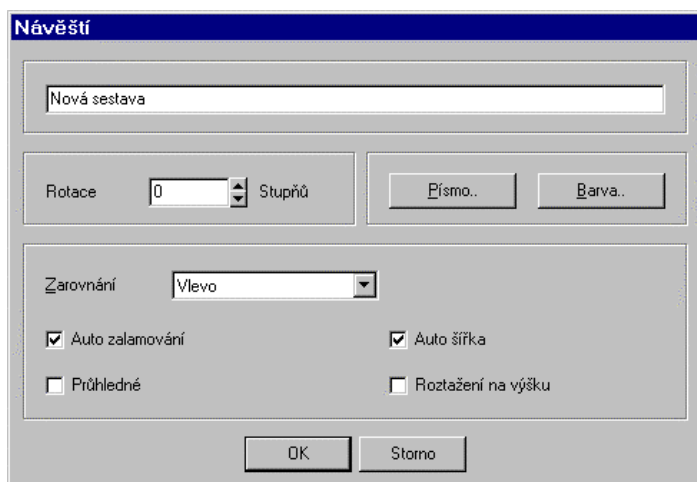 Návěští
Nová sestava
Rotace 0 Stupňů Písmo.. Barva..
Zarovnání Vlevo
Auto zalamování Auto šířka
Průhledné Roztažení na výšku
OK Storno